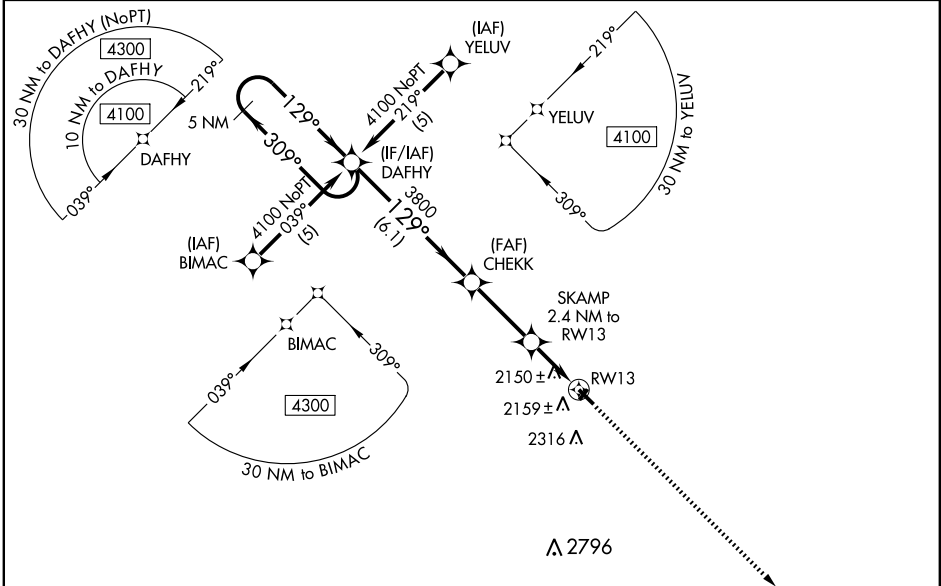 30 NM to DAFHY (NoPT)
4300
10 NM to DAFHY
4100
219°
039°
DAFHY
(IAF)
YELUV
4100 NoPT
219°
(5)
5 NM
129°
309°
(IF/IAF)
DAFHY
4100 NoPT
039°
(5)
(IAF)
BIMAC
3800
129°
(6.1)
(FAF)
CHEKK
SKAMP
2.4 NM to
RW13
2150 ±
RW13
2159 ±
2316
2796
219°
YELUV
4100
309°
30 NM to YELUV
BIMAC
039°
309°
4300
30 NM to BIMAC